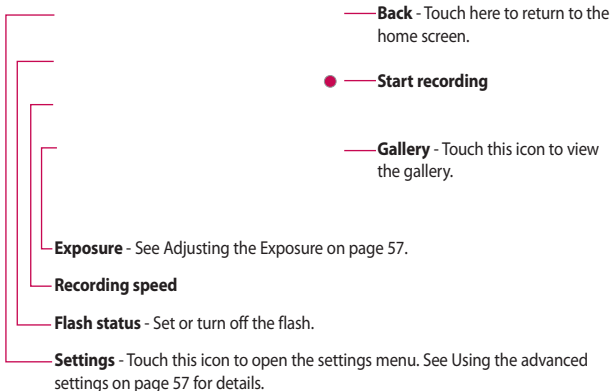 Back - Touch here to return to the
home screen.
Start recording
Gallery - Touch this icon to view
the gallery.
Exposure - See Adjusting the Exposure on page 57.
Recording speed
Flash status - Set or turn off the flash.
Settings - Touch this icon to open the settings menu. See Using the advanced
settings on page 57 for details.